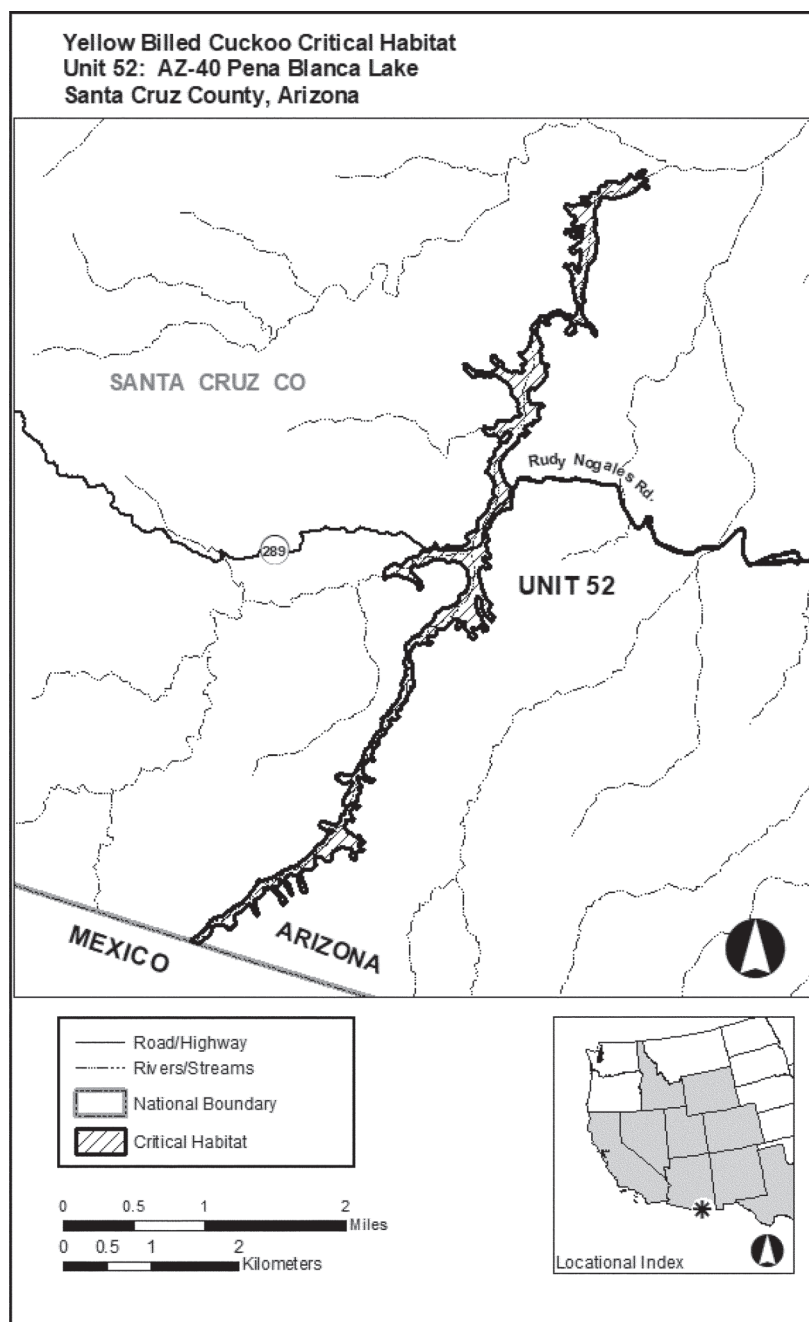 Yellow Billed Cuckoo Critical Habitat
Unit 52: AZ-40 Pena Blanca Lake
Santa Cruz County, Arizona
SANTA CRUZ CO
Rudy Nogales Rd.
289
UNIT 52
MEXICO
ARIZONA
Road/Highway
Rivers/Streams
National Boundary
Critical Habitat
0 0.5 1 2
Miles
0 0.5 1 2
Kilometers
Locational Index